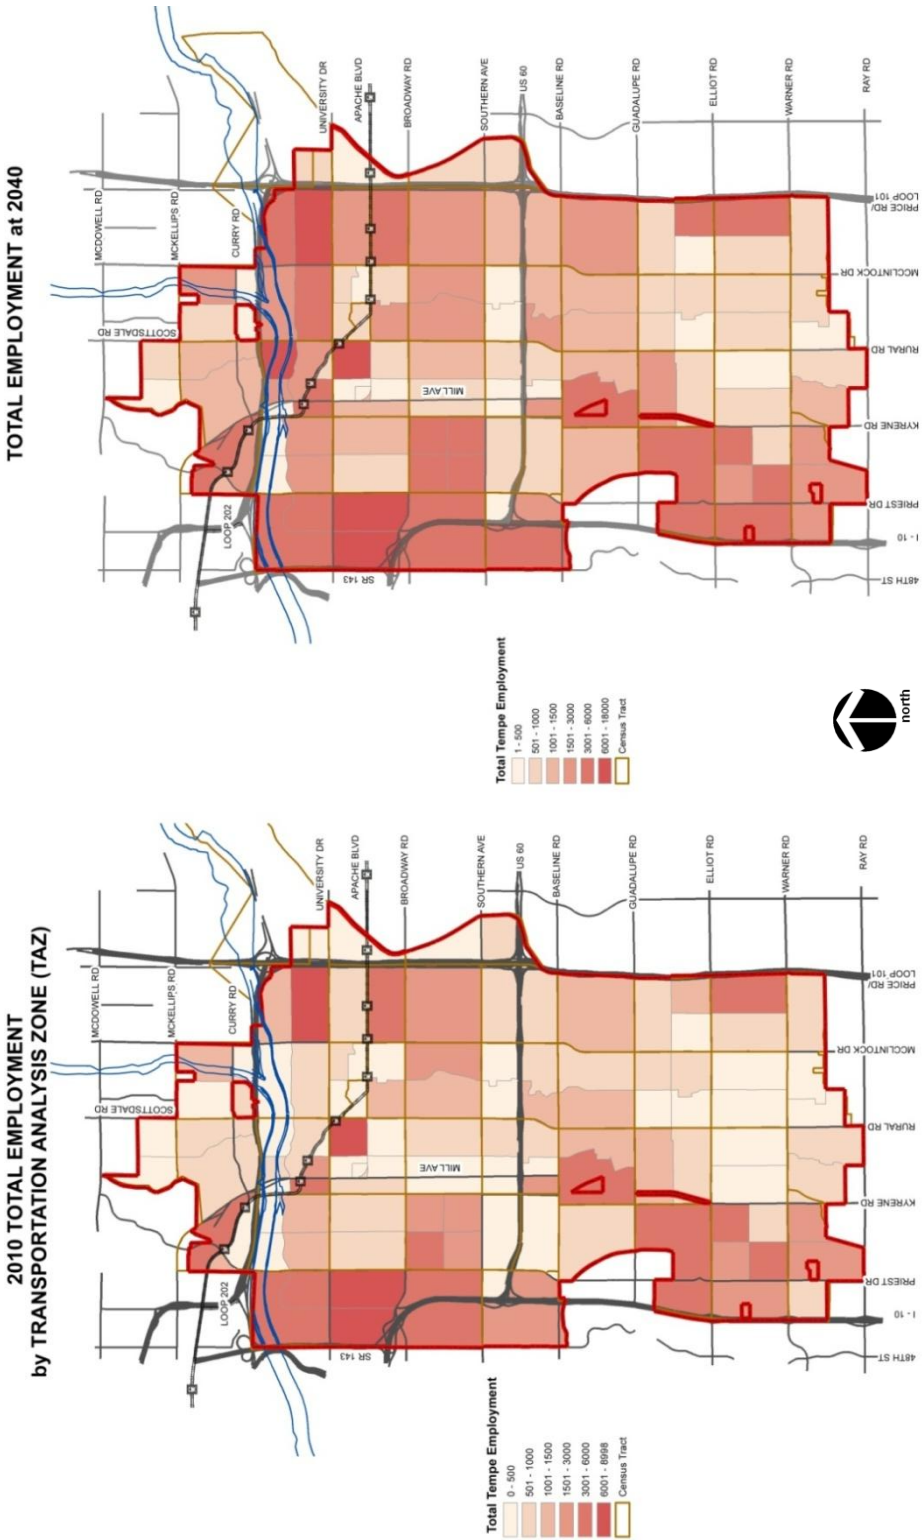 2010 TOTAL EMPLOYMENT
by TRANSPORTATION ANALYSIS ZONE (TAZ)
MCDOWELL RD
MCKELLIPS RD
CURRY RD
SCOTTSDALE RD
LOOP 202
UNIVERSITY DR
APACHE BLVD
BROADWAY RD
SOUTHERN AVE
US 60
BASELINE RD
GUADALUPE RD
ELLIOT RD
WARNER RD
RAY RD
SR 143
MILL AVE
48TH ST
I - 10
PRIEST DR
KYRENE RD
RURAL RD
MCCLINTOCK DR
PRICE RD/
LOOP 101
Total Tempe Employment
0 - 500
501 - 1000
1001 - 1500
1501 - 3000
3001 - 6000
6001 - 8998
Census Tract
TOTAL EMPLOYMENT at 2040
MCDOWELL RD
MCKELLIPS RD
CURRY RD
SCOTTSDALE RD
LOOP 202
UNIVERSITY DR
APACHE BLVD
BROADWAY RD
SOUTHERN AVE
US 60
BASELINE RD
GUADALUPE RD
ELLIOT RD
WARNER RD
RAY RD
SR 143
MILL AVE
48TH ST
I - 10
PRIEST DR
KYRENE RD
RURAL RD
MCCLINTOCK DR
PRICE RD/
LOOP 101
Total Tempe Employment
1 - 500
501 - 1000
1001 - 1500
1501 - 3000
3001 - 6000
6001 - 18000
Census Tract
north